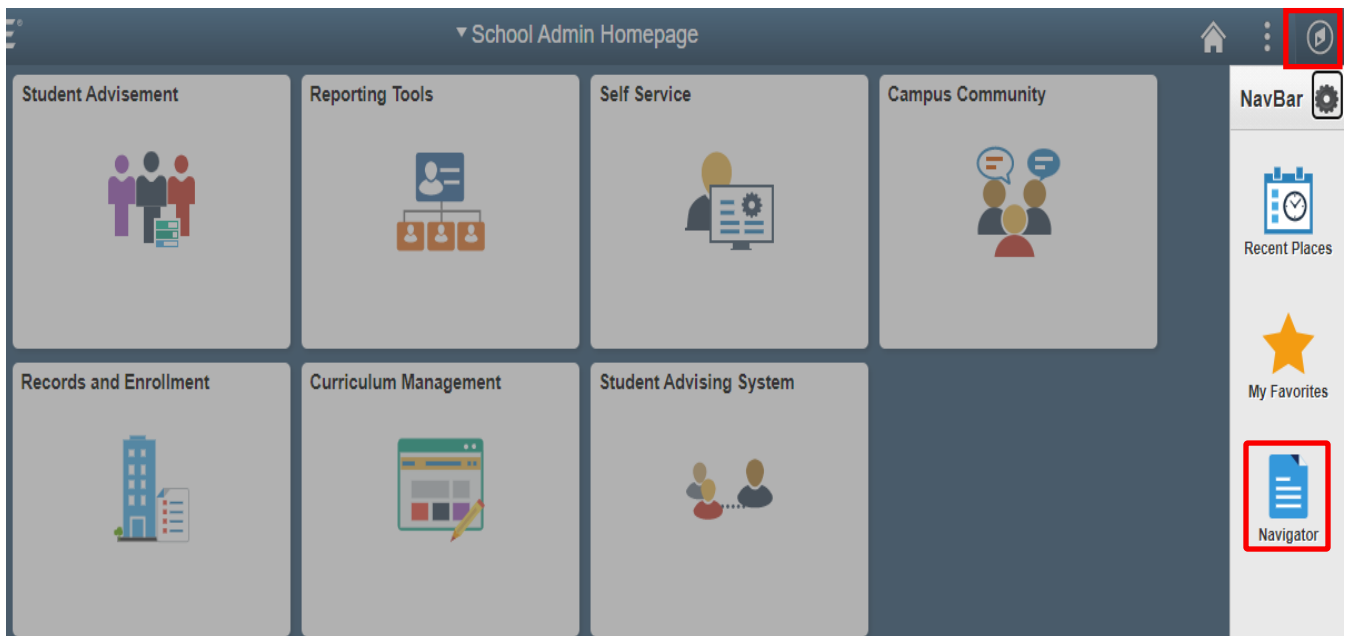 School Admin Homepage
NavBar
Student Advisement
Reporting Tools
Self Service
Campus Community
Recent Places
My Favorites
Records and Enrollment
Curriculum Management
Student Advising System
Navigator